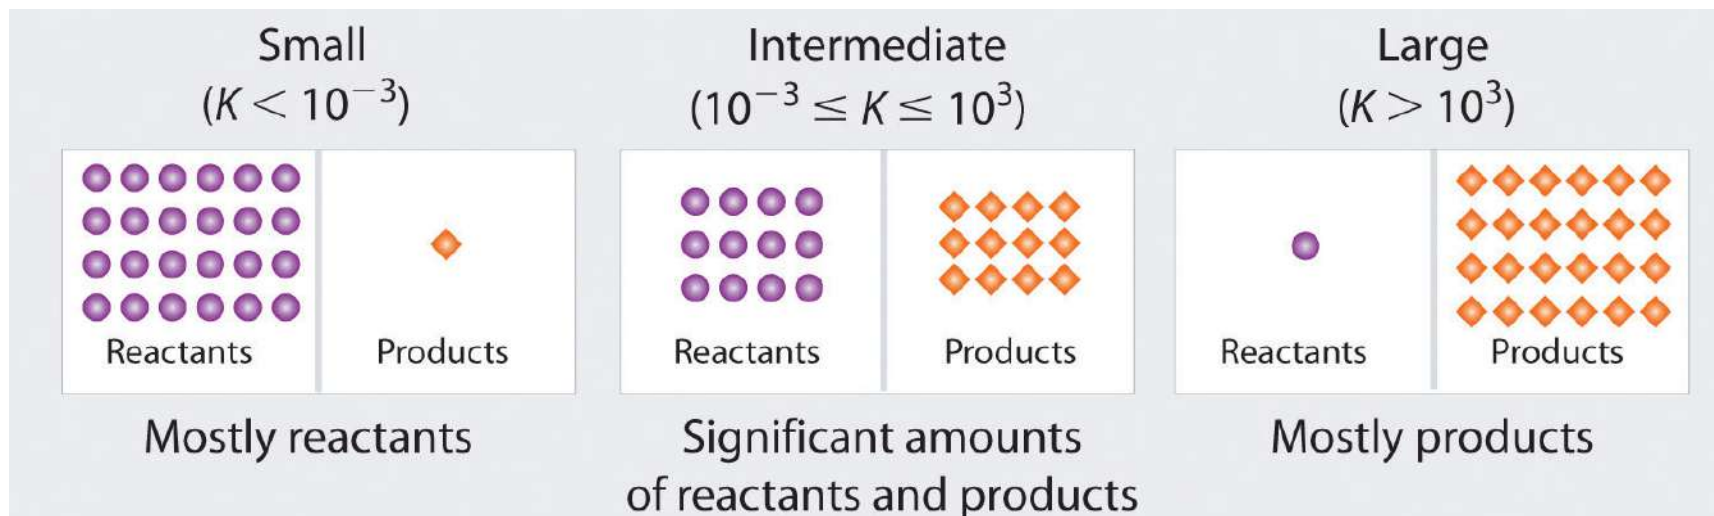 Small
(K < 10⁻³)
Reactants
Products
Mostly reactants
Intermediate
(10⁻³ ≤ K ≤ 10³)
Reactants
Products
Significant amounts
of reactants and products
Large
(K > 10³)
Reactants
Products
Mostly products